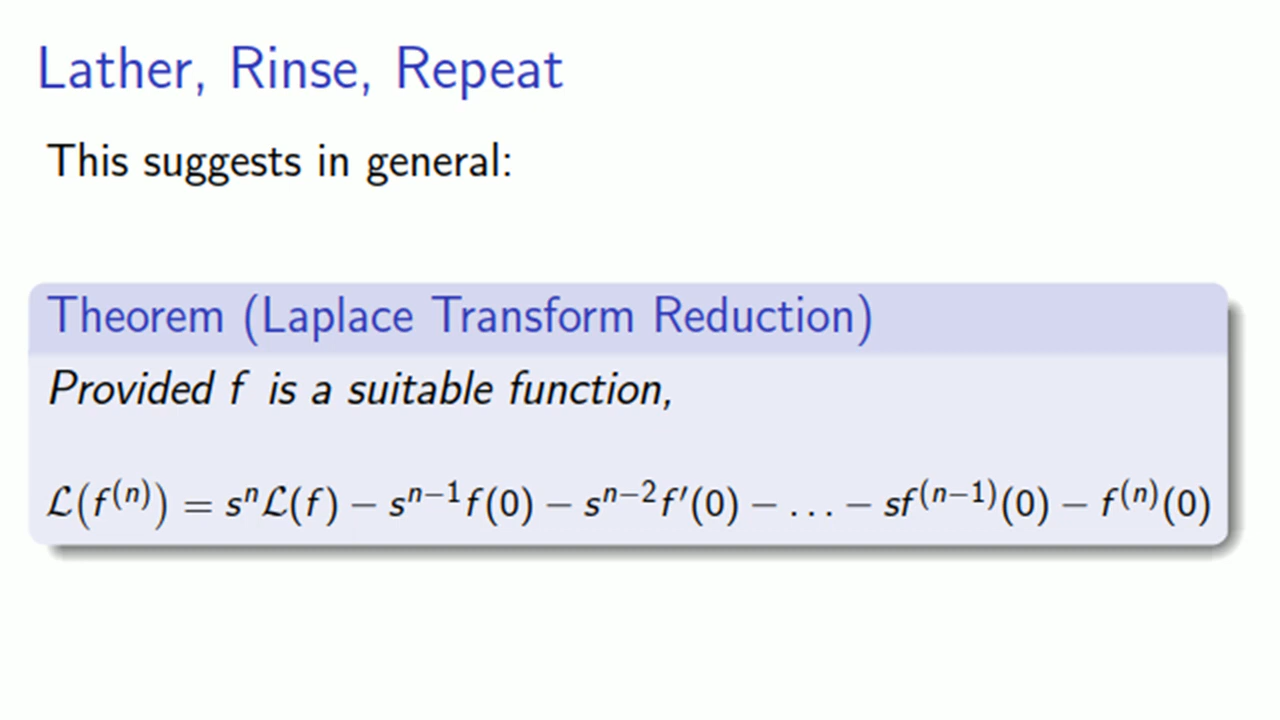 Lather, Rinse, Repeat
This suggests in general:
Theorem (Laplace Transform Reduction)
Provided f is a suitable function,
ℒ(f⁽ⁿ⁾) = sⁿℒ(f) − sⁿ⁻¹f(0) − sⁿ⁻²f′(0) − … − sf⁽ⁿ⁻¹⁾(0) − f⁽ⁿ⁾(0)